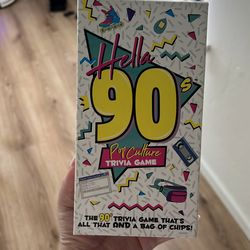 Hella
90s
Pop Culture
TRIVIA GAME
THE 90s TRIVIA GAME THAT'S
ALL THAT AND A BAG OF CHIPS!